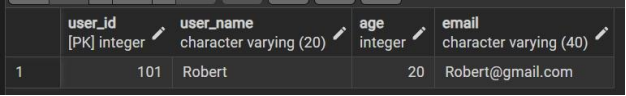 user_id user_name age email
[PK] integer character varying (20) integer character varying (40)
1 101 Robert 20 Robert@gmail.com